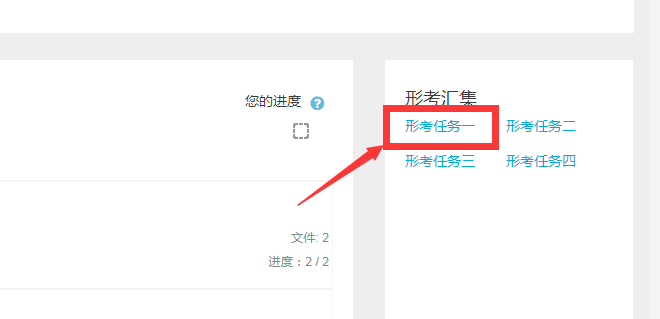 您的进度 ?
形考汇集
形考任务一 形考任务二
形考任务三 形考任务四
文件: 2
进度：2 / 2